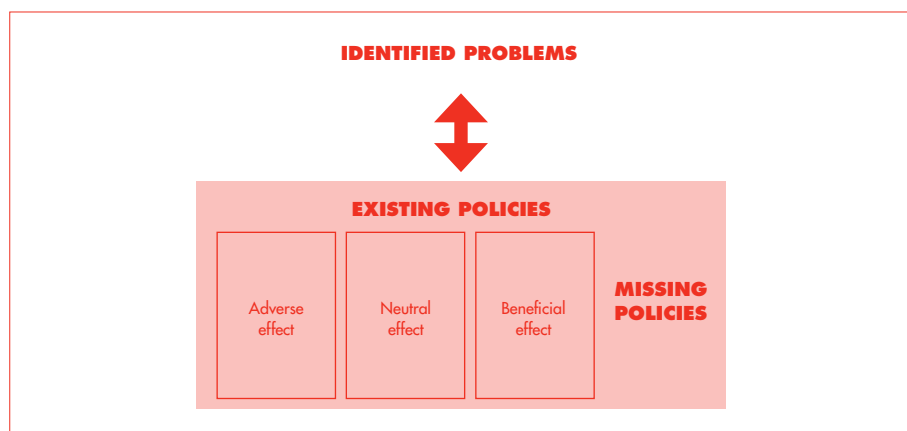 IDENTIFIED PROBLEMS
EXISTING POLICIES
Adverse
effect
Neutral
effect
Beneficial
effect
MISSING
POLICIES